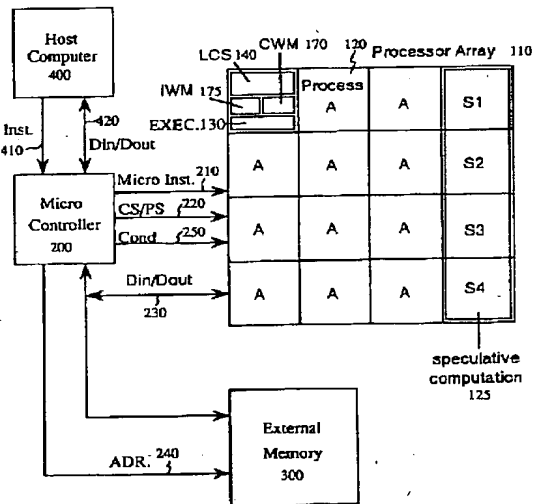 Host
Computer
400
Inst.
410
420
Din/Dout
Micro
Controller
200
Micro Inst. 210
CS/PS 220
Cond 250
Din/Dout
230
ADR. 240
External
Memory
300
LCS 140
CWM 170
120
Processor Array 110
IWM 175
EXEC. 130
Process
A A S1
A A A S2
A A A S3
A A A S4
speculative
computation
125